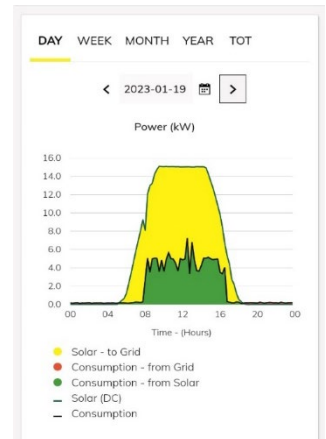 DAY WEEK MONTH YEAR TOT
< 2023-01-19 >
Power (kW)
16.0
14.0
12.0
10.0
8.0
6.0
4.0
2.0
0.0
00 04 08 12 16 20 00
Time - (Hours)
Solar - to Grid
Consumption - from Grid
Consumption - from Solar
Solar (DC)
Consumption